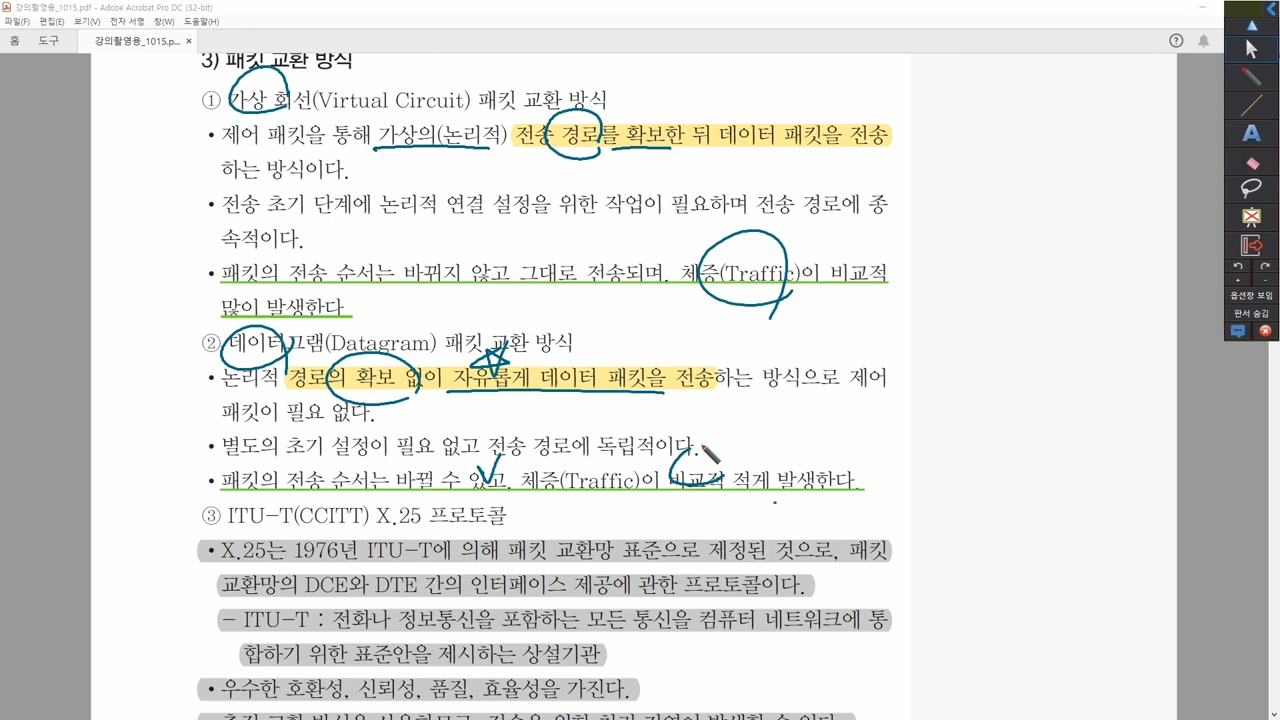 강의촬영용_1015.pdf - Adobe Acrobat Pro DC (32-bit)
파일(F) 편집(E) 보기(V) 전자 서명 창(W) 도움말(H)
홈 도구 강의촬영용_1015.p... ×
3) 패킷 교환 방식
① 가상 회선(Virtual Circuit) 패킷 교환 방식
• 제어 패킷을 통해 가상의(논리적) 전송 경로를 확보한 뒤 데이터 패킷을 전송
하는 방식이다.
• 전송 초기 단계에 논리적 연결 설정을 위한 작업이 필요하며 전송 경로에 종
속적이다.
• 패킷의 전송 순서는 바뀌지 않고 그대로 전송되며, 체증(Traffic)이 비교적
많이 발생한다
② 데이터그램(Datagram) 패킷 교환 방식
• 논리적 경로의 확보 없이 자유롭게 데이터 패킷을 전송하는 방식으로 제어
패킷이 필요 없다.
• 별도의 초기 설정이 필요 없고 전송 경로에 독립적이다.
• 패킷의 전송 순서는 바뀔 수 있고, 체증(Traffic)이 비교적 적게 발생한다.
③ ITU-T(CCITT) X.25 프로토콜
• X.25는 1976년 ITU-T에 의해 패킷 교환망 표준으로 제정된 것으로, 패킷
교환망의 DCE와 DTE 간의 인터페이스 제공에 관한 프로토콜이다.
- ITU-T : 전화나 정보통신을 포함하는 모든 통신을 컴퓨터 네트워크에 통
합하기 위한 표준안을 제시하는 상설기관
• 우수한 호환성, 신뢰성, 품질, 효율성을 가진다.
옵션창 보임
판서 숨김